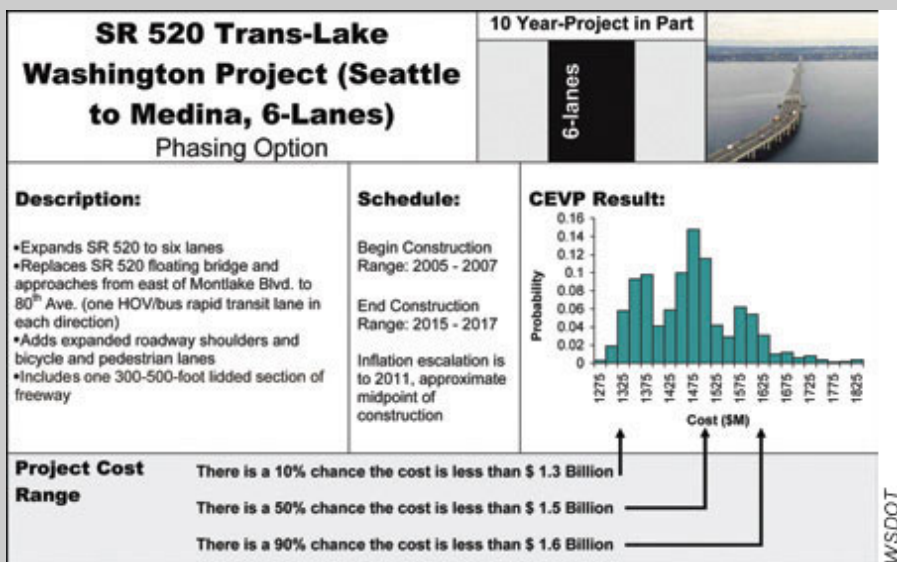 SR 520 Trans-Lake
Washington Project (Seattle
to Medina, 6-Lanes)
Phasing Option
10 Year-Project in Part
6-lanes
Description:
•Expands SR 520 to six lanes
•Replaces SR 520 floating bridge and
approaches from east of Montlake Blvd. to
80th Ave. (one HOV/bus rapid transit lane in
each direction)
•Adds expanded roadway shoulders and
bicycle and pedestrian lanes
•Includes one 300-500-foot lidded section of
freeway
Schedule:
Begin Construction
Range: 2005 - 2007
End Construction
Range: 2015 - 2017
Inflation escalation is
to 2011, approximate
midpoint of
construction
CEVP Result:
Probability
0.16
0.14
0.12
0.1
0.08
0.06
0.04
0.02
0
1275
1325
1375
1425
1475
1525
1575
1625
1675
1725
1775
1825
Cost ($M)
Project Cost
Range
There is a 10% chance the cost is less than $ 1.3 Billion
There is a 50% chance the cost is less than $ 1.5 Billion
There is a 90% chance the cost is less than $ 1.6 Billion
WSDOT